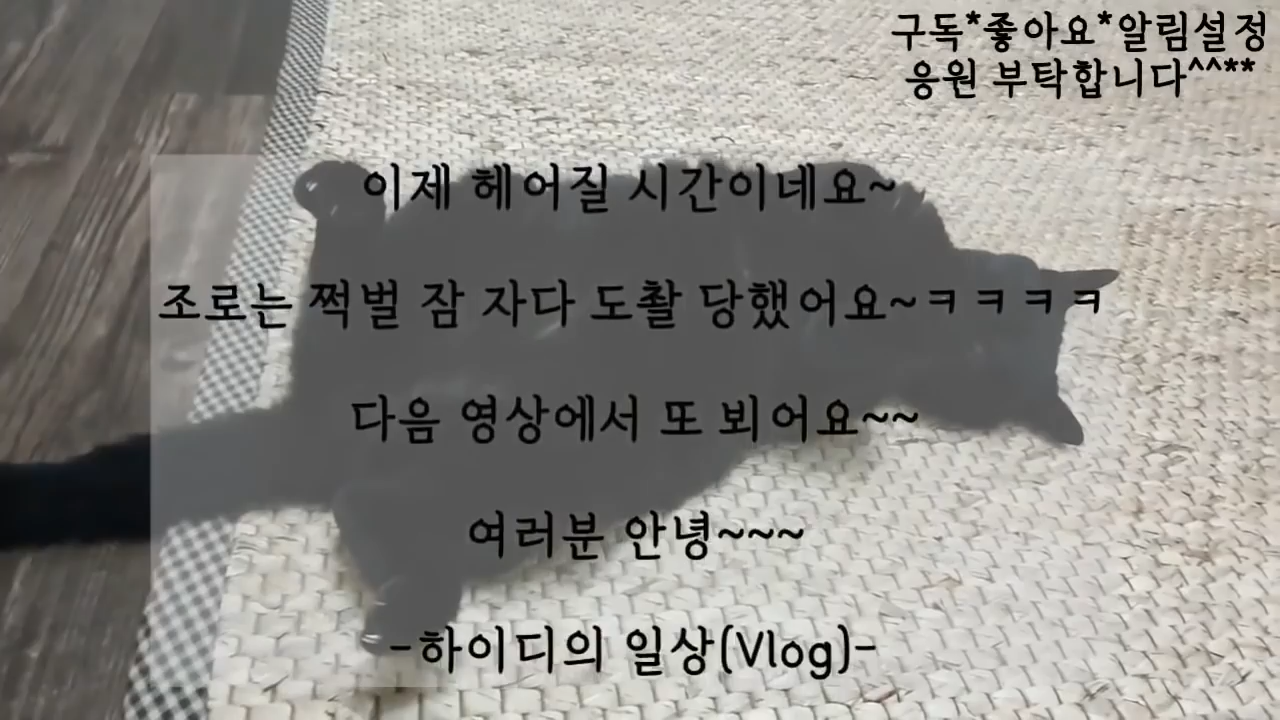 구독*좋아요*알림설정
응원 부탁합니다^^**
이제 헤어질 시간이네요~
조로는 쩍벌 잠 자다 도촬 당했어요~ㅋㅋㅋㅋ
다음 영상에서 또 뵈어요~~
여러분 안녕~~~
-하이디의 일상(Vlog)-